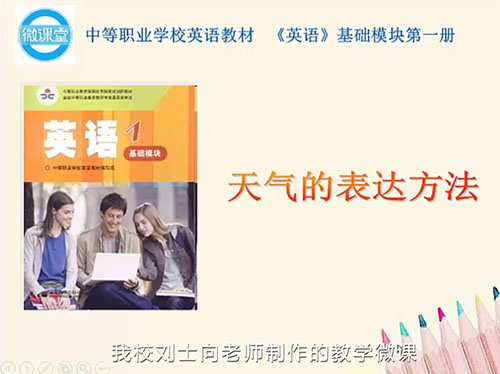 微课堂
中等职业学校英语教材 《英语》基础模块第一册
英语 1
基础模块
天气的表达方法
我校刘士向老师制作的教学微课